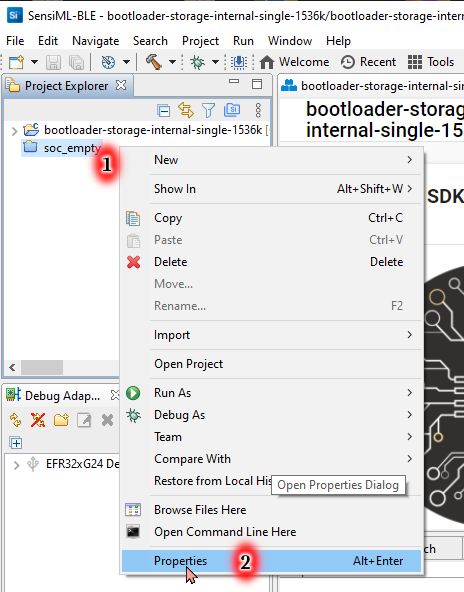 Si SensiML-BLE - bootloader-storage-internal-single-1536k/bootloader-storage-intern
File Edit Navigate Search Project Run Window Help
Welcome Recent Tools
Project Explorer
bootloader-storage-internal-sin
bootloader-storage-internal-single-1536k [
soc_empty
1
bootloader-storag
internal-single-15
SDK
New
Show In Alt+Shift+W
Copy Ctrl+C
Paste Ctrl+V
Delete Delete
Move...
Rename... F2
Import
Open Project
Run As
Debug As
Team
Compare With
Restore from Local His
Open Properties Dialog
Browse Files Here
Open Command Line Here
Properties 2 Alt+Enter
Debug Adap...
EFR32xG24 De
ch